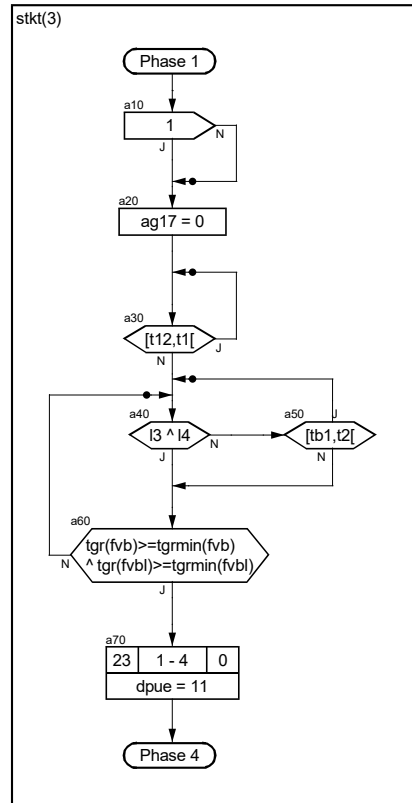 stkt(3)
Phase 1
a10
1
N
J
a20
ag17 = 0
a30
[t12,t1[
J
N
a40
l3 ^ l4
N
J
a50
J
[tb1,t2[
N
a60
tgr(fvb)>=tgrmin(fvb)
^ tgr(fvbl)>=tgrmin(fvbl)
N
J
a70
23 1 - 4 0
dpue = 11
Phase 4